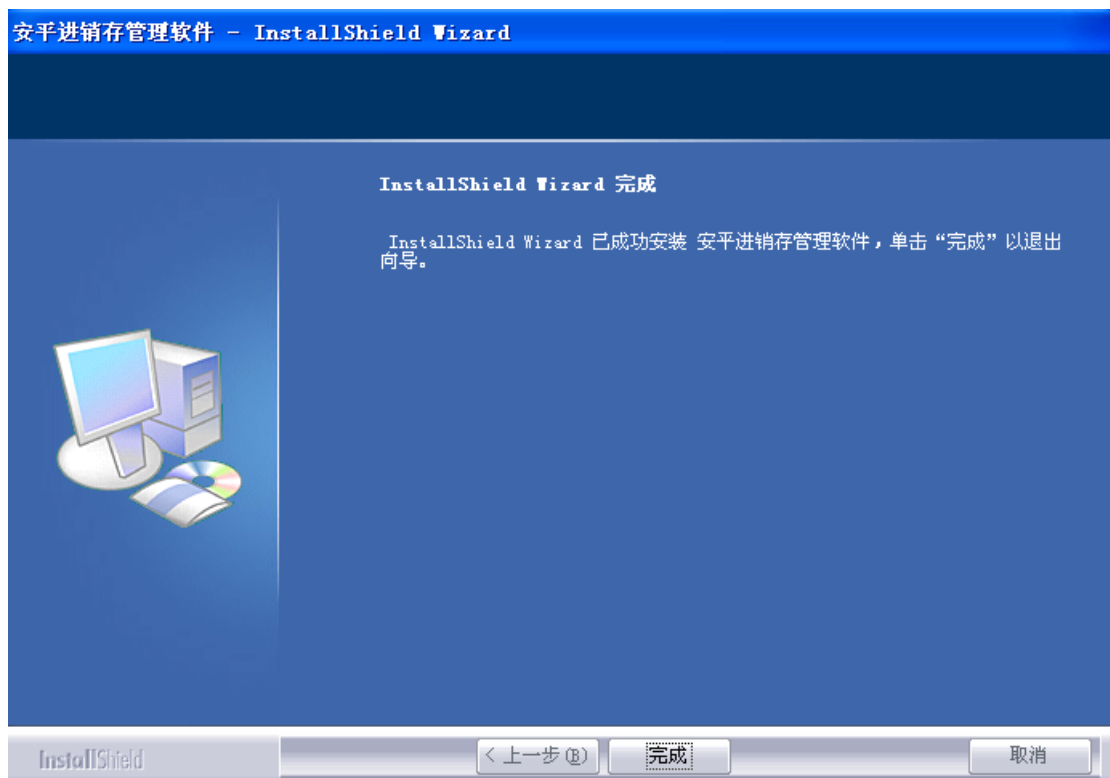 安平进销存管理软件 - InstallShield Wizard
InstallShield Wizard 完成
InstallShield Wizard 已成功安装 安平进销存管理软件，单击“完成”以退出
向导。
InstallShield
< 上一步(B)
完成
取消